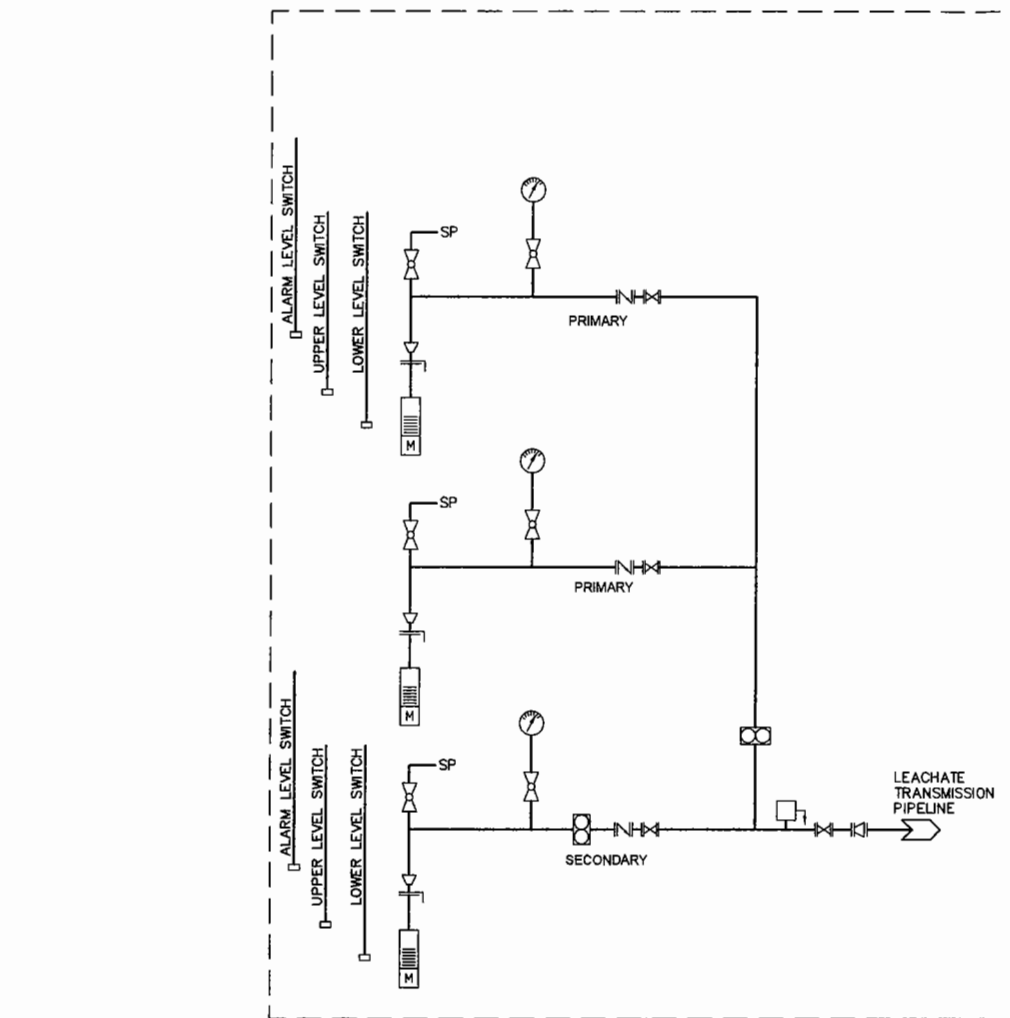 ALARM LEVEL SWITCH
UPPER LEVEL SWITCH
LOWER LEVEL SWITCH
SP
PRIMARY
M
SP
PRIMARY
M
ALARM LEVEL SWITCH
UPPER LEVEL SWITCH
LOWER LEVEL SWITCH
SP
SECONDARY
M
LEACHATE
TRANSMISSION
PIPELINE